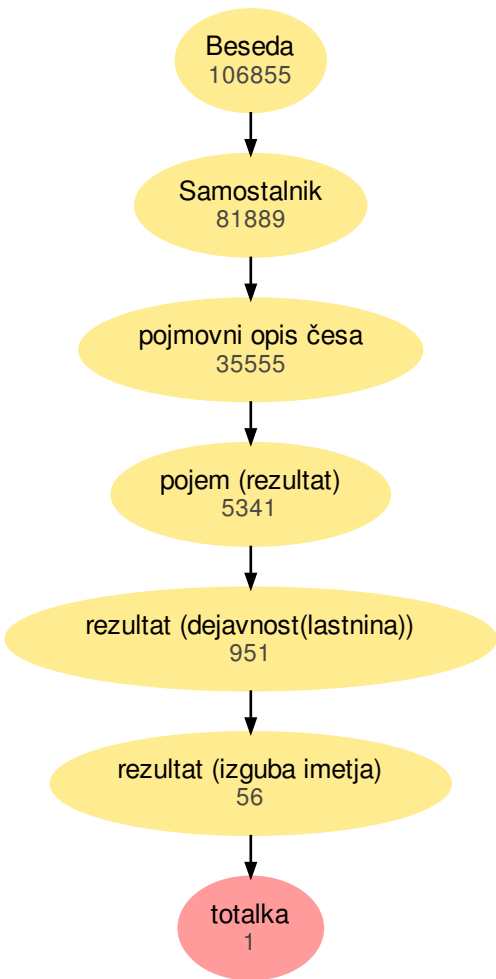 Beseda
106855
Samostalnik
81889
pojmovni opis česa
35555
pojem (rezultat)
5341
rezultat (dejavnost(lastnina))
951
rezultat (izguba imetja)
56
totalka
1